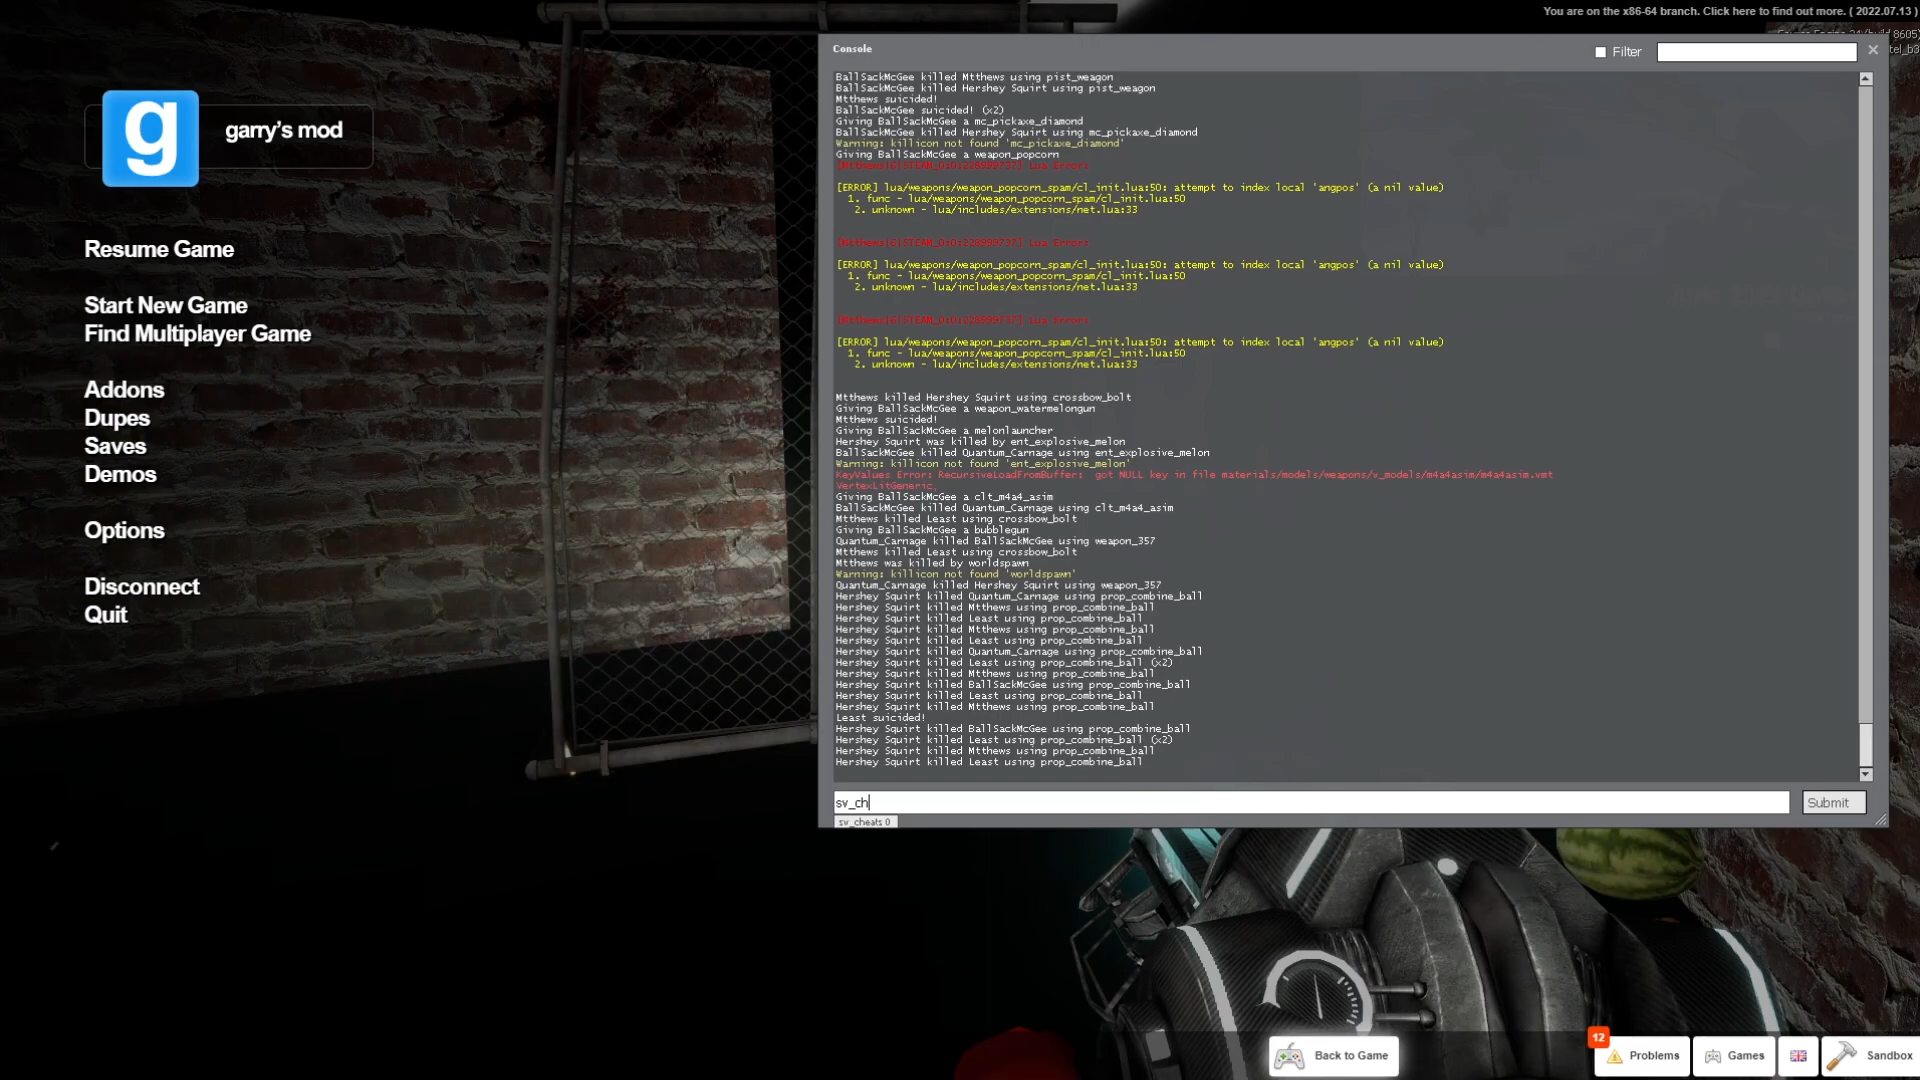 You are on the x86-64 branch. Click here to find out more. ( 2022.07.13 )
g
garry's mod
Resume Game
Start New Game
Find Multiplayer Game
Addons
Dupes
Saves
Demos
Options
Disconnect
Quit
Console
Filter
BallSackMcGee killed Mtthews using pist_weagon
BallSackMcGee killed Hershey Squirt using pist_weagon
Mtthews suicided!
BallSackMcGee suicided! (x2)
Giving BallSackMcGee a mc_pickaxe_diamond
BallSackMcGee killed Hershey Squirt using mc_pickaxe_diamond
Warning: killicon not found 'mc_pickaxe_diamond'
Giving BallSackMcGee a weapon_popcorn
Lua Error:
[ERROR] lua/weapons/weapon_popcorn_spam/cl_init.lua:50: attempt to index local 'angpos' (a nil value)
1. func - lua/weapons/weapon_popcorn_spam/cl_init.lua:50
2. unknown - lua/includes/extensions/net.lua:33
Lua Error:
[ERROR] lua/weapons/weapon_popcorn_spam/cl_init.lua:50: attempt to index local 'angpos' (a nil value)
1. func - lua/weapons/weapon_popcorn_spam/cl_init.lua:50
2. unknown - lua/includes/extensions/net.lua:33
Lua Error:
[ERROR] lua/weapons/weapon_popcorn_spam/cl_init.lua:50: attempt to index local 'angpos' (a nil value)
1. func - lua/weapons/weapon_popcorn_spam/cl_init.lua:50
2. unknown - lua/includes/extensions/net.lua:33
Mtthews killed Hershey Squirt using crossbow_bolt
Giving BallSackMcGee a weapon_watermelongun
Mtthews suicided!
Giving BallSackMcGee a melonlauncher
Hershey Squirt was killed by ent_explosive_melon
BallSackMcGee killed Quantum_Carnage using ent_explosive_melon
Warning: killicon not found 'ent_explosive_melon'
KeyValues Error: RecursiveLoadFromBuffer:  got NULL key in file materials/models/weapons/v_models/m4a4asim/m4a4asim.vmt
VertexLitGeneric,
Giving BallSackMcGee a clt_m4a4_asim
BallSackMcGee killed Quantum_Carnage using clt_m4a4_asim
Mtthews killed Least using crossbow_bolt
Giving BallSackMcGee a bubblegun
Quantum_Carnage killed BallSackMcGee using weapon_357
Mtthews killed Least using crossbow_bolt
Mtthews was killed by worldspawn
Warning: killicon not found 'worldspawn'
Quantum_Carnage killed Hershey Squirt using weapon_357
Hershey Squirt killed Quantum_Carnage using prop_combine_ball
Hershey Squirt killed Mtthews using prop_combine_ball
Hershey Squirt killed Least using prop_combine_ball
Hershey Squirt killed Mtthews using prop_combine_ball
Hershey Squirt killed Least using prop_combine_ball
Hershey Squirt killed Quantum_Carnage using prop_combine_ball
Hershey Squirt killed Least using prop_combine_ball (x2)
Hershey Squirt killed Mtthews using prop_combine_ball
Hershey Squirt killed BallSackMcGee using prop_combine_ball
Hershey Squirt killed Least using prop_combine_ball
Hershey Squirt killed Mtthews using prop_combine_ball
Least suicided!
Hershey Squirt killed BallSackMcGee using prop_combine_ball
Hershey Squirt killed Least using prop_combine_ball (x2)
Hershey Squirt killed Mtthews using prop_combine_ball
Hershey Squirt killed Least using prop_combine_ball
sv_ch
Submit
sv_cheats 0
Back to Game
12
Problems
Games
Sandbox